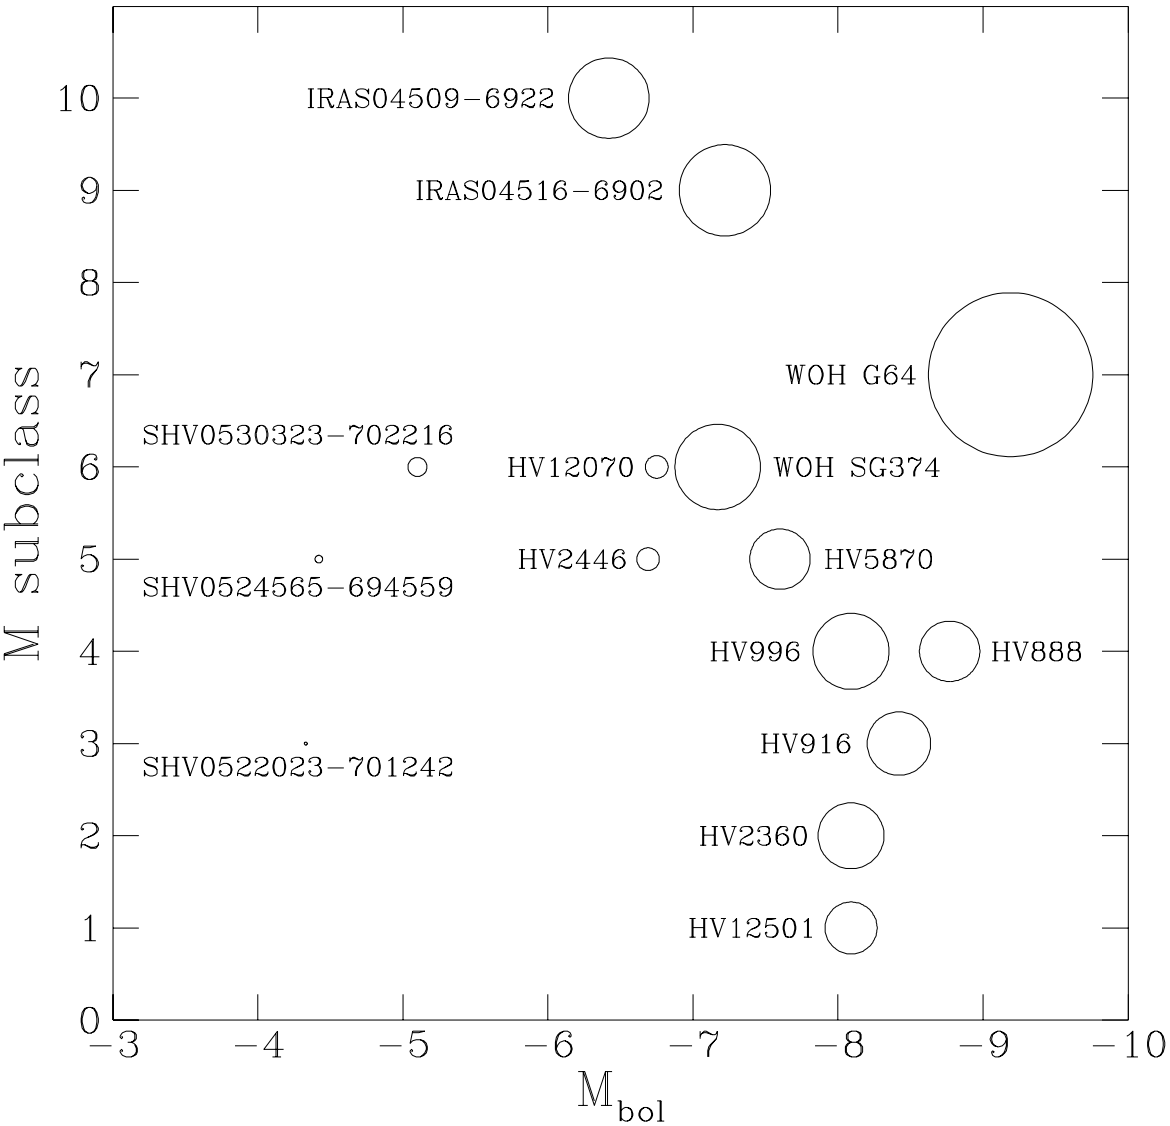 10
IRAS04509-6922
9
IRAS04516-6902
8
7
WOH G64
SHV0530323-702216
6
HV12070
WOH SG374
5
HV2446
HV5870
SHV0524565-694559
4
HV996
HV888
3
HV916
SHV0522023-701242
2
HV2360
1
HV12501
0
M subclass
-3 -4 -5 -6 -7 -8 -9 -10
Mbol